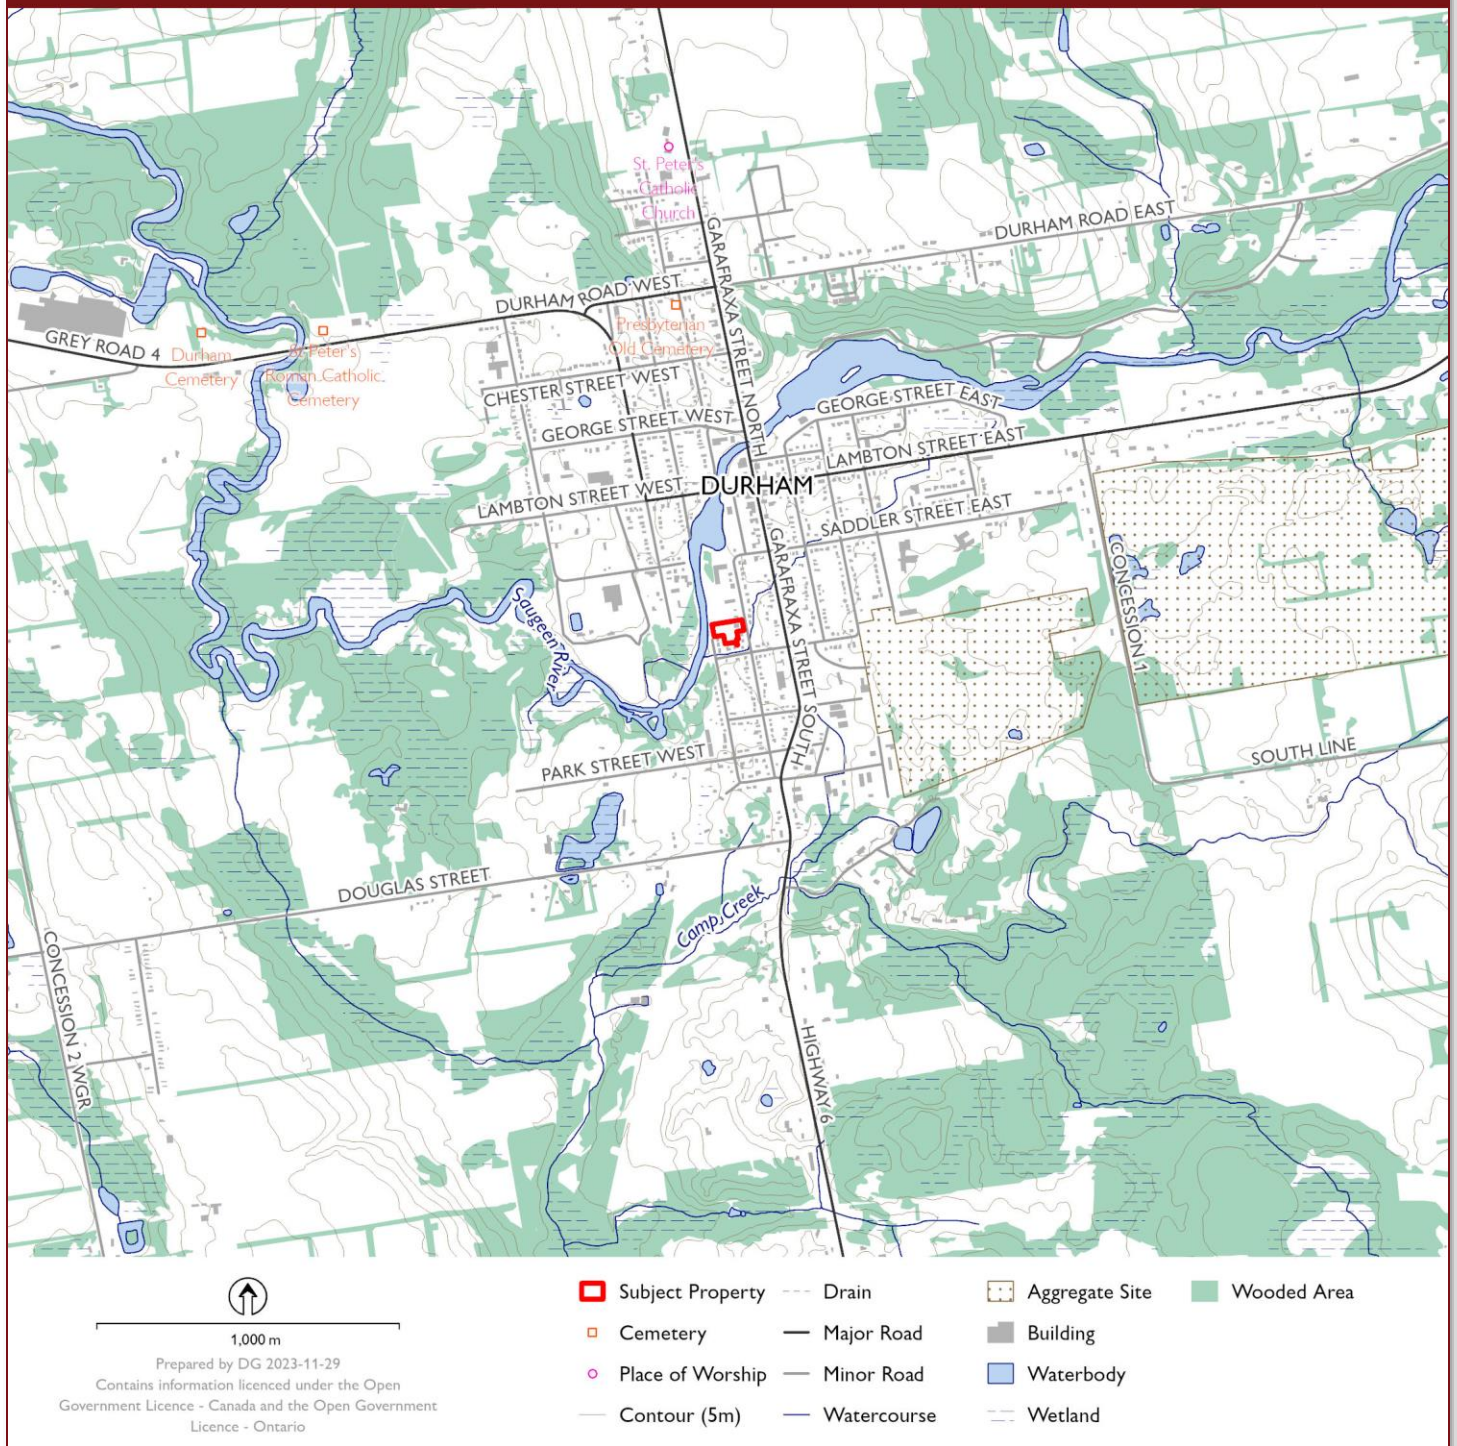 St. Peter's
Catholic
Church
GARAFRAXA STREET NORTH
DURHAM ROAD EAST
DURHAM ROAD WEST
Presbyterian
Old Cemetery
GREY ROAD 4
Durham
Cemetery
St. Peter's
Roman Catholic
Cemetery
CHESTER STREET WEST
GEORGE STREET WEST
GEORGE STREET EAST
LAMBTON STREET EAST
LAMBTON STREET WEST
DURHAM
SADDLER STREET EAST
GARAFRAXA STREET SOUTH
CONCESSION 1
Saugeen River
PARK STREET WEST
SOUTH LINE
DOUGLAS STREET
Camp Creek
CONCESSION 2 WGR
HIGHWAY 6
1,000 m
Prepared by DG 2023-11-29
Contains information licenced under the Open
Government Licence - Canada and the Open Government
Licence - Ontario
Subject Property
Cemetery
Place of Worship
Contour (5m)
Drain
Major Road
Minor Road
Watercourse
Aggregate Site
Building
Waterbody
Wetland
Wooded Area